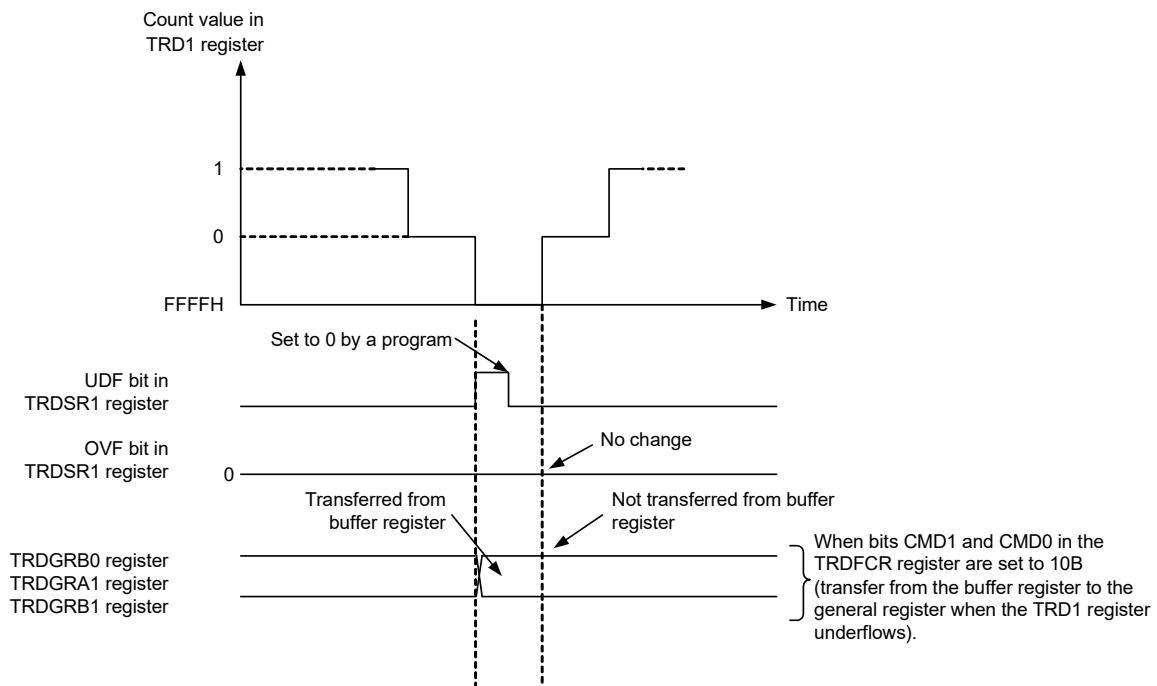 Count value in
TRD1 register
1
0
FFFFH
Time
Set to 0 by a program
UDF bit in
TRDSR1 register
OVF bit in
TRDSR1 register
0
No change
Transferred from
buffer register
Not transferred from buffer
register
TRDGRB0 register
TRDGRA1 register
TRDGRB1 register
When bits CMD1 and CMD0 in the
TRDFCR register are set to 10B
(transfer from the buffer register to the
general register when the TRD1 register
underflows).